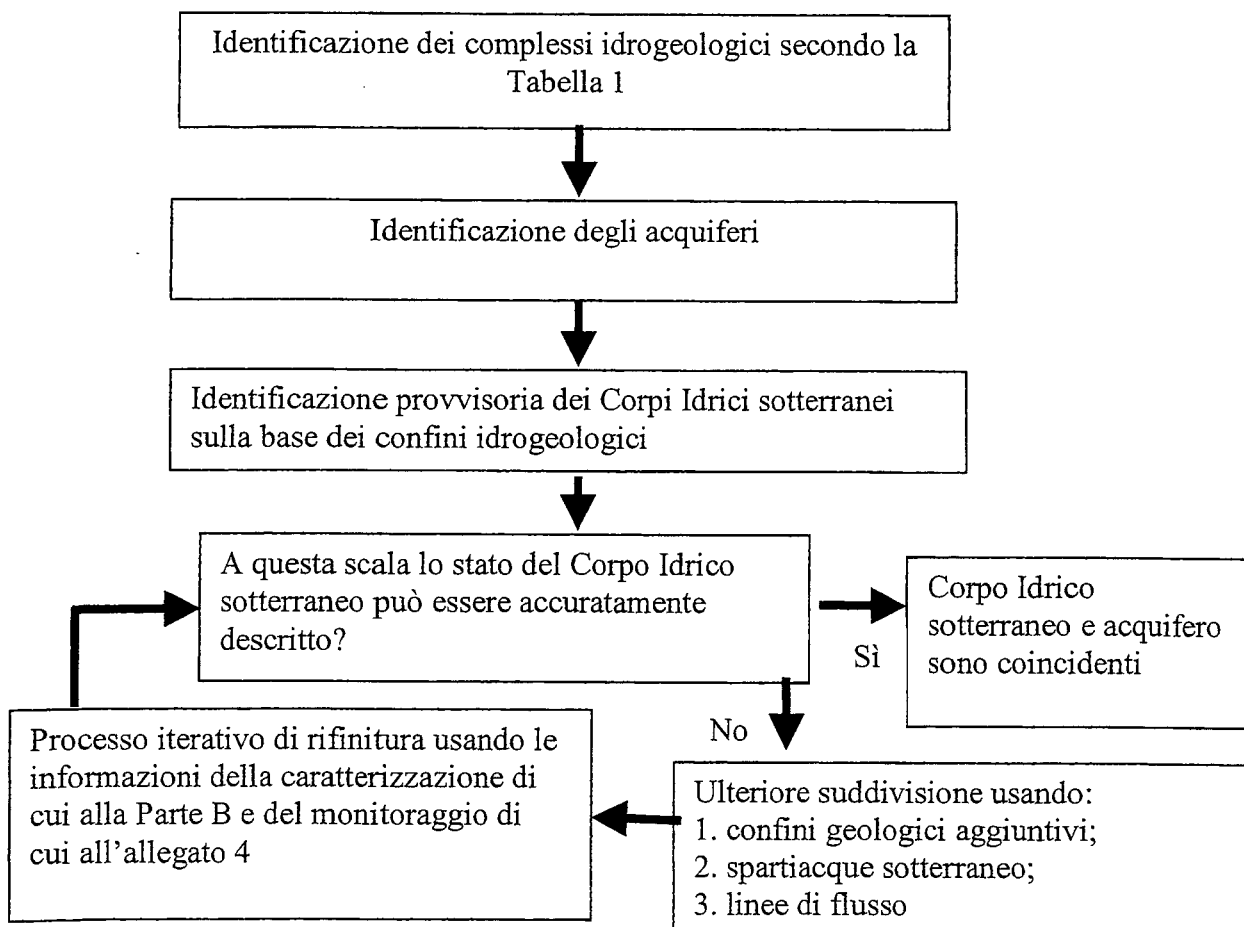 Identificazione dei complessi idrogeologici secondo la
Tabella 1
Identificazione degli acquiferi
Identificazione provvisoria dei Corpi Idrici sotterranei
sulla base dei confini idrogeologici
A questa scala lo stato del Corpo Idrico
sotterraneo può essere accuratamente
descritto?
Sì
Corpo Idrico
sotterraneo e acquifero
sono coincidenti
No
Ulteriore suddivisione usando:
1. confini geologici aggiuntivi;
2. spartiacque sotterraneo;
3. linee di flusso
Processo iterativo di rifinitura usando le
informazioni della caratterizzazione di
cui alla Parte B e del monitoraggio di
cui all'allegato 4